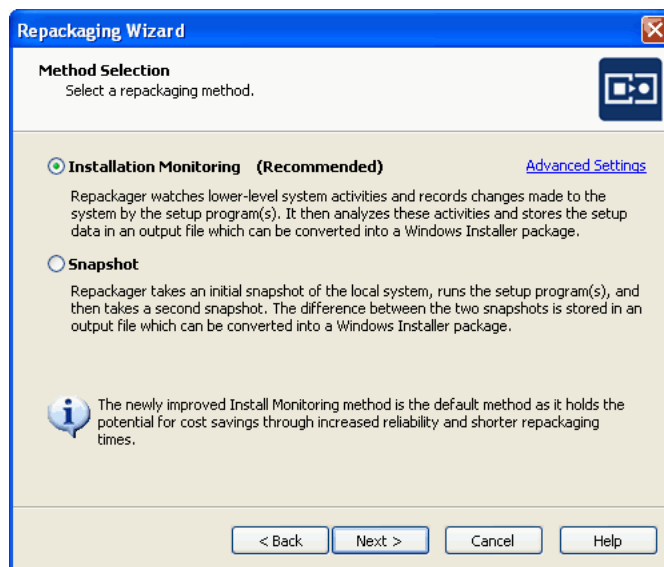 Repackaging Wizard
Method Selection
Select a repackaging method.
Installation Monitoring (Recommended) Advanced Settings
Repackager watches lower-level system activities and records changes made to the
system by the setup program(s). It then analyzes these activities and stores the setup
data in an output file which can be converted into a Windows Installer package.
Snapshot
Repackager takes an initial snapshot of the local system, runs the setup program(s), and
then takes a second snapshot. The difference between the two snapshots is stored in an
output file which can be converted into a Windows Installer package.
The newly improved Install Monitoring method is the default method as it holds the
potential for cost savings through increased reliability and shorter repackaging
times.
< Back Next > Cancel Help